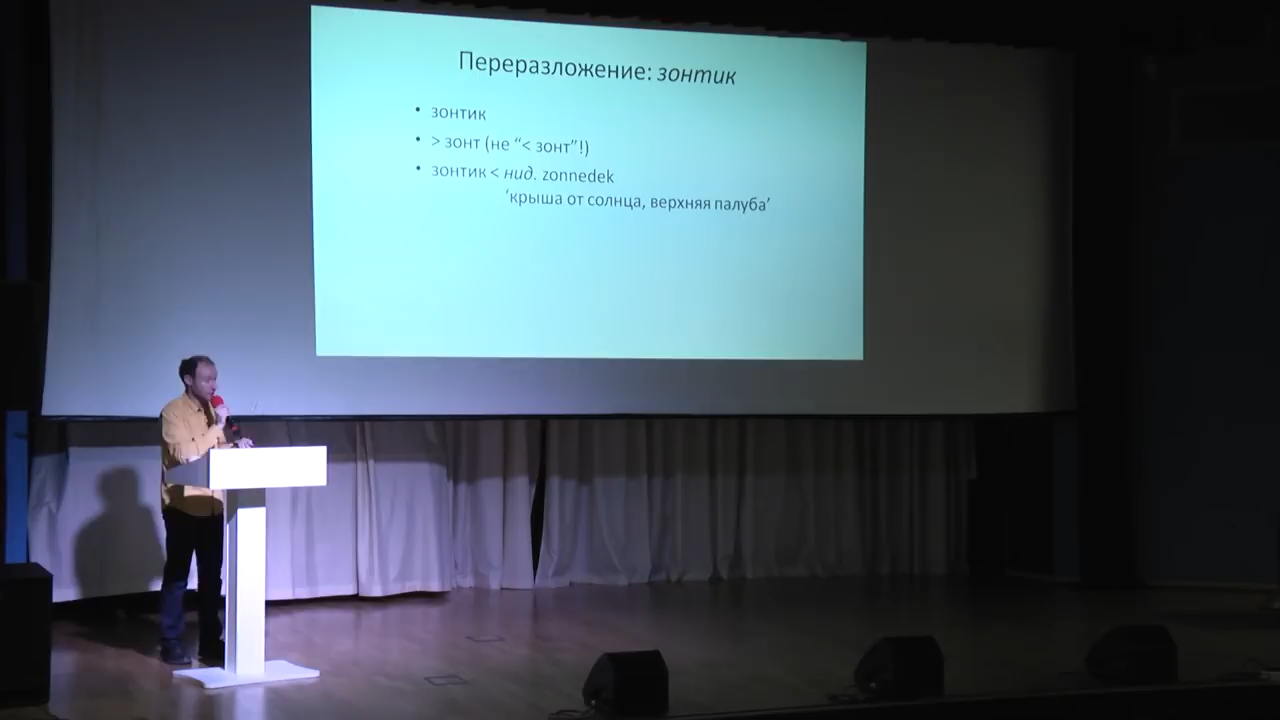 Переразложение: зонтик
• зонтик
• > зонт (не “< зонт”!)
• зонтик < нид. zonnedek
‘крыша от солнца, верхняя палуба’